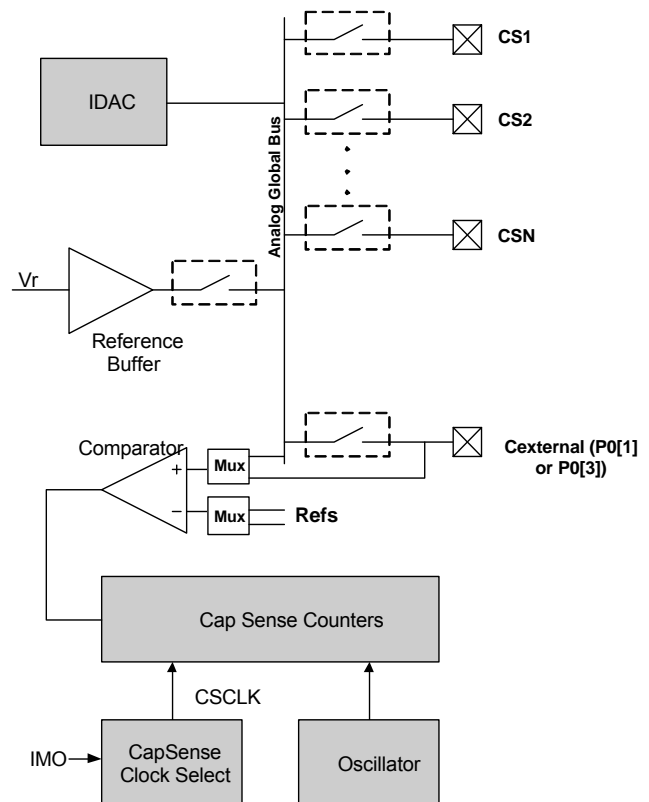 CS1
IDAC
CS2
Analog Global Bus
CSN
Vr
Reference
Buffer
Comparator
Cexternal (P0[1]
or P0[3])
+
Mux
−
Mux
Refs
Cap Sense Counters
CSCLK
IMO
CapSense
Clock Select
Oscillator